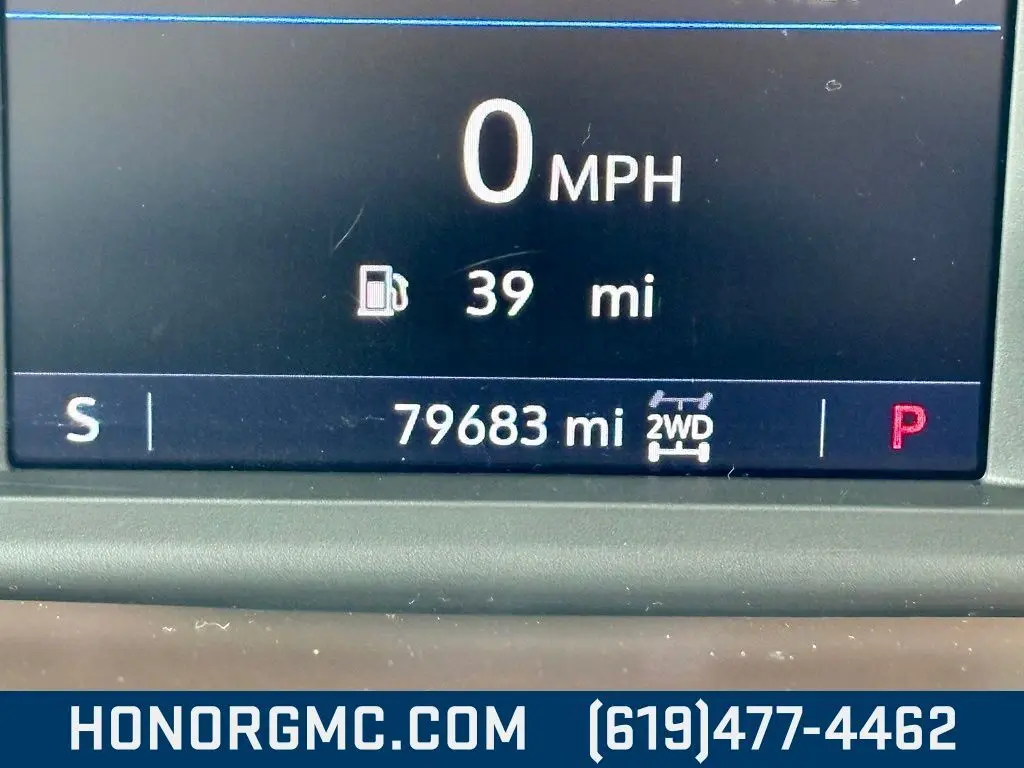 0 MPH
39 mi
S 79683 mi 2WD P
HONORGMC.COM (619)477-4462